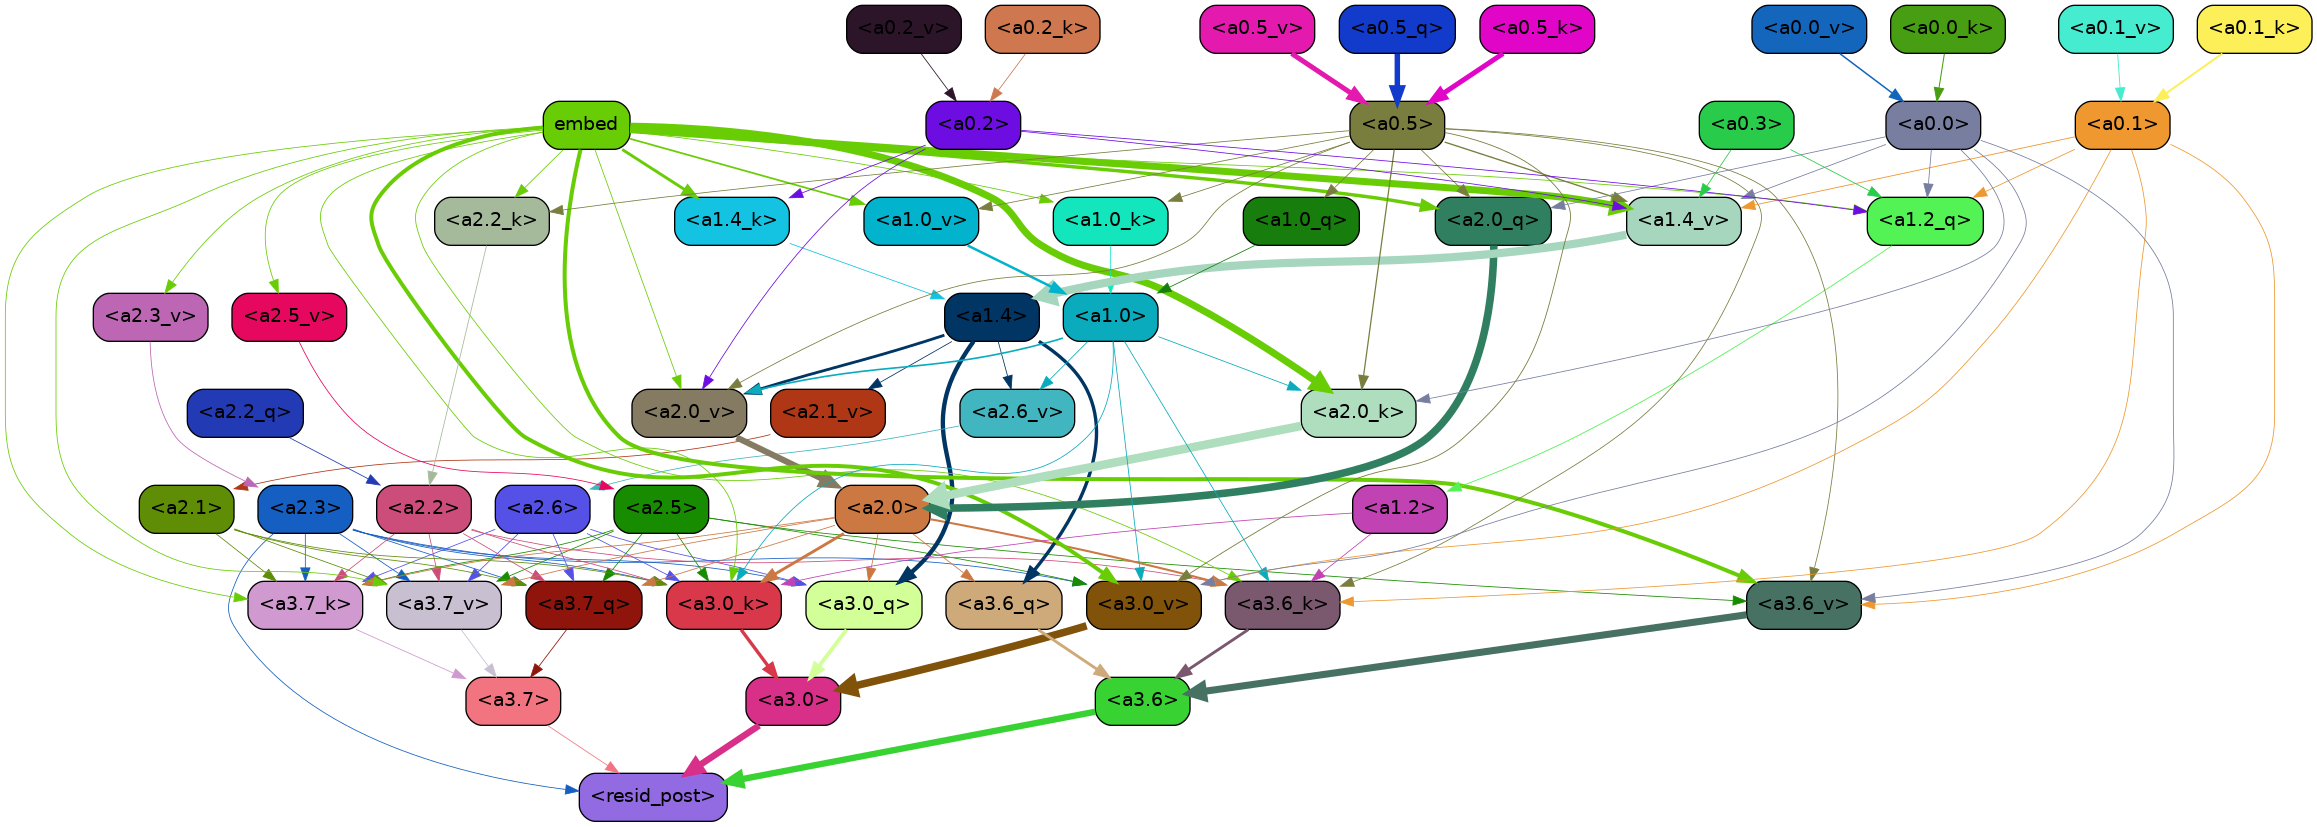 <a0.2_v> <a0.2_k> <a0.5_v> <a0.5_q> <a0.5_k> <a0.0_v> <a0.0_k> <a0.1_v> <a0.1_k>
embed <a0.2> <a0.5> <a0.3> <a0.0> <a0.1>
<a2.2_k> <a1.4_k> <a1.0_v> <a1.0_k> <a1.0_q> <a2.0_q> <a1.4_v> <a1.2_q>
<a2.3_v> <a2.5_v> <a1.4> <a1.0>
<a2.2_q> <a2.0_v> <a2.1_v> <a2.6_v> <a2.0_k>
<a2.1> <a2.3> <a2.2> <a2.6> <a2.5> <a2.0> <a1.2>
<a3.7_k> <a3.7_v> <a3.7_q> <a3.0_k> <a3.0_q> <a3.6_q> <a3.0_v> <a3.6_k> <a3.6_v>
<a3.7> <a3.0> <a3.6>
<resid_post>